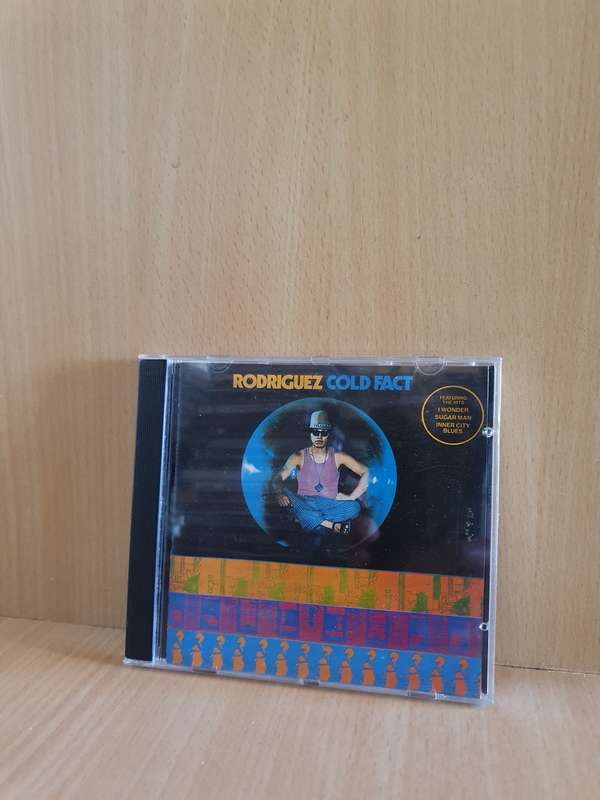 RODRIGUEZ COLD FACT
FEATURING
THE HITS
I WONDER
SUGAR MAN
INNER CITY
BLUES